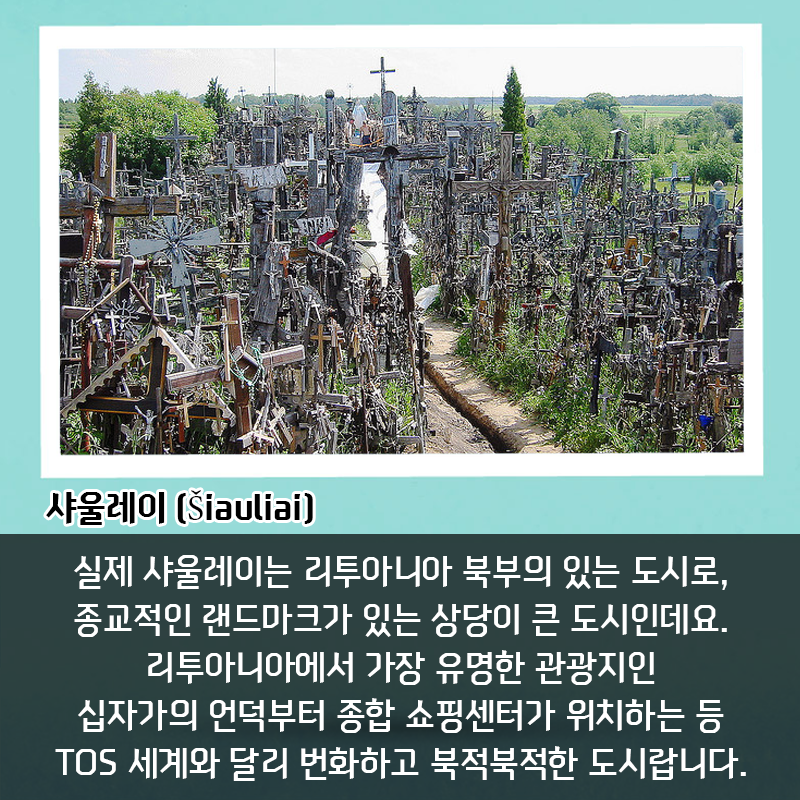 샤울레이 (Šiauliai)
실제 샤울레이는 리투아니아 북부의 있는 도시로,
종교적인 랜드마크가 있는 상당이 큰 도시인데요.
리투아니아에서 가장 유명한 관광지인
십자가의 언덕부터 종합 쇼핑센터가 위치하는 등
TOS 세계와 달리 번화하고 북적북적한 도시랍니다.